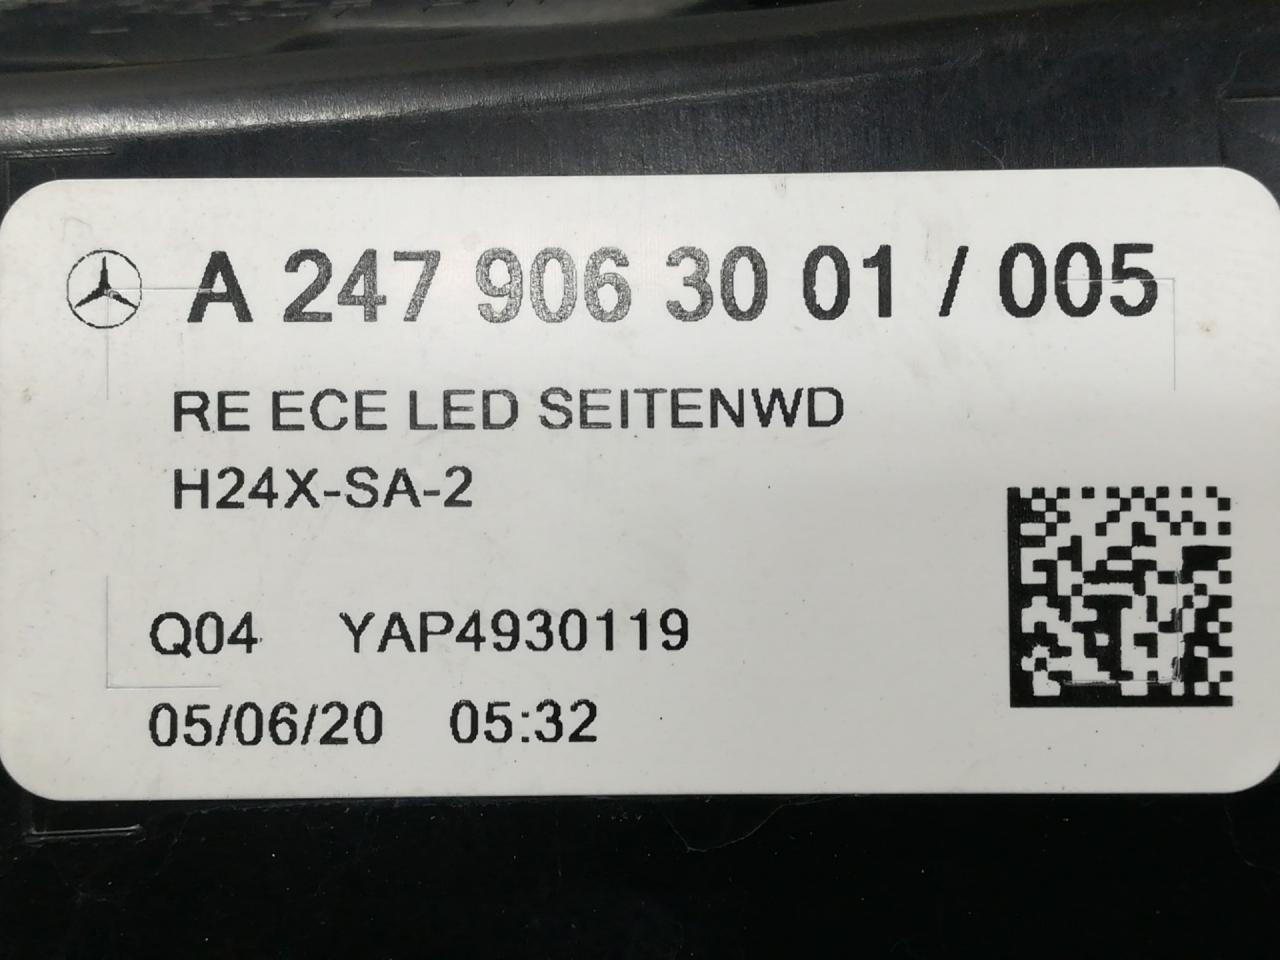 A 247 906 30 01 / 005
RE ECE LED SEITENWD
H24X-SA-2
Q04 YAP4930119
05/06/20 05:32